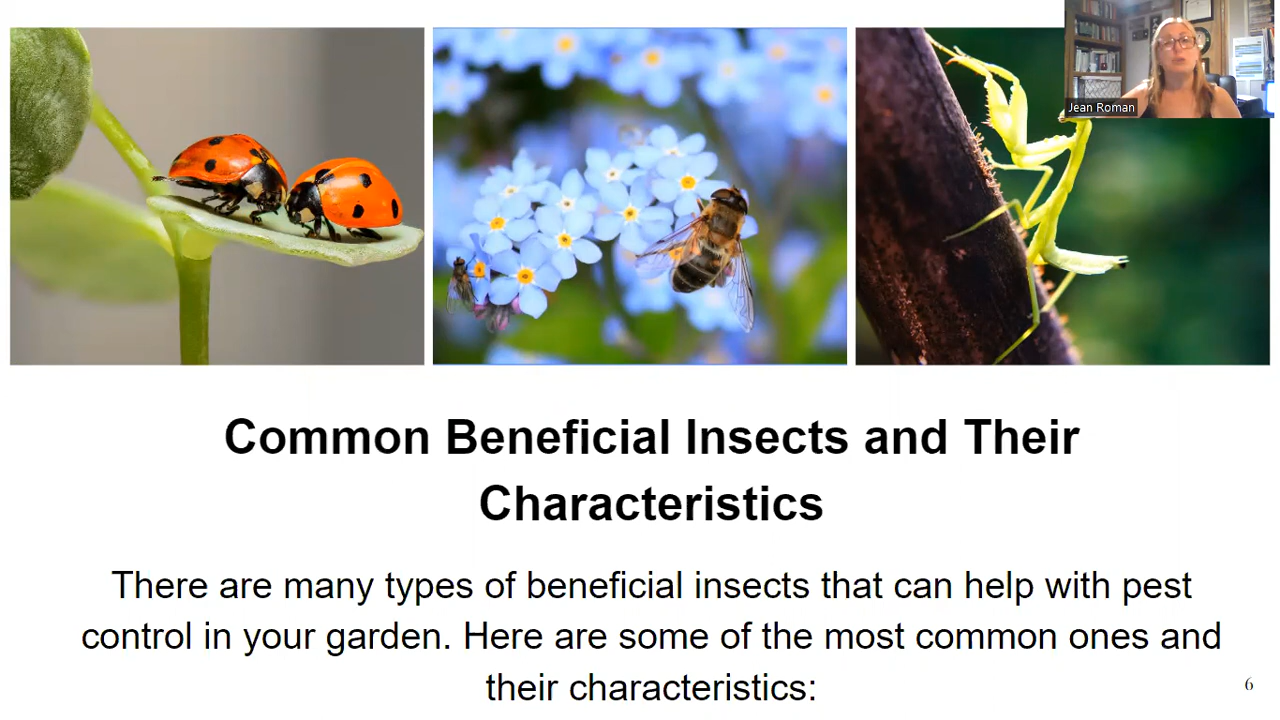 Jean Roman
Common Beneficial Insects and Their
Characteristics
There are many types of beneficial insects that can help with pest
control in your garden. Here are some of the most common ones and
their characteristics:
6